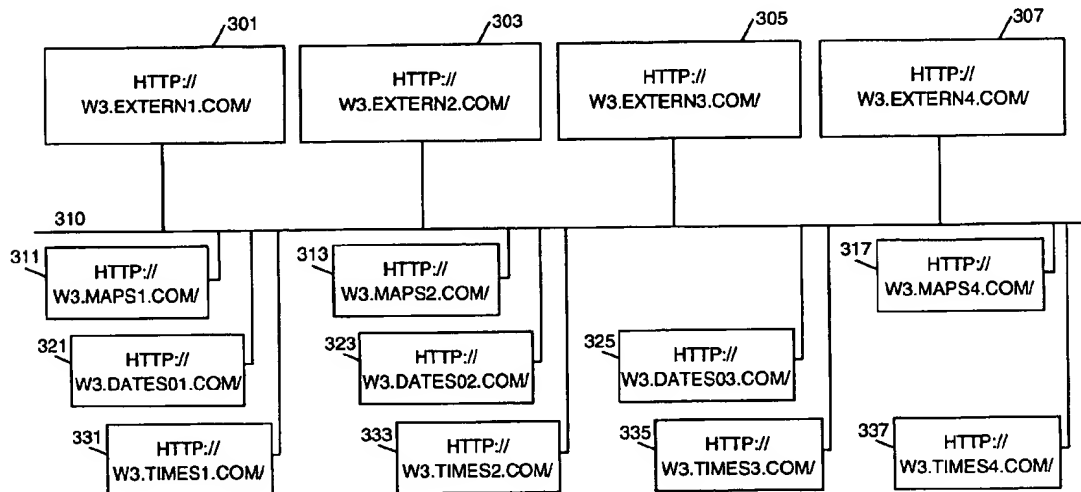 301
303
305
307
HTTP://
W3.EXTERN1.COM/
HTTP://
W3.EXTERN2.COM/
HTTP://
W3.EXTERN3.COM/
HTTP://
W3.EXTERN4.COM/
310
311
HTTP://
W3.MAPS1.COM/
313
HTTP://
W3.MAPS2.COM/
317
HTTP://
W3.MAPS4.COM/
321
HTTP://
W3.DATES01.COM/
323
HTTP://
W3.DATES02.COM/
325
HTTP://
W3.DATES03.COM/
331
HTTP://
W3.TIMES1.COM/
333
HTTP://
W3.TIMES2.COM/
335
HTTP://
W3.TIMES3.COM/
337
HTTP://
W3.TIMES4.COM/